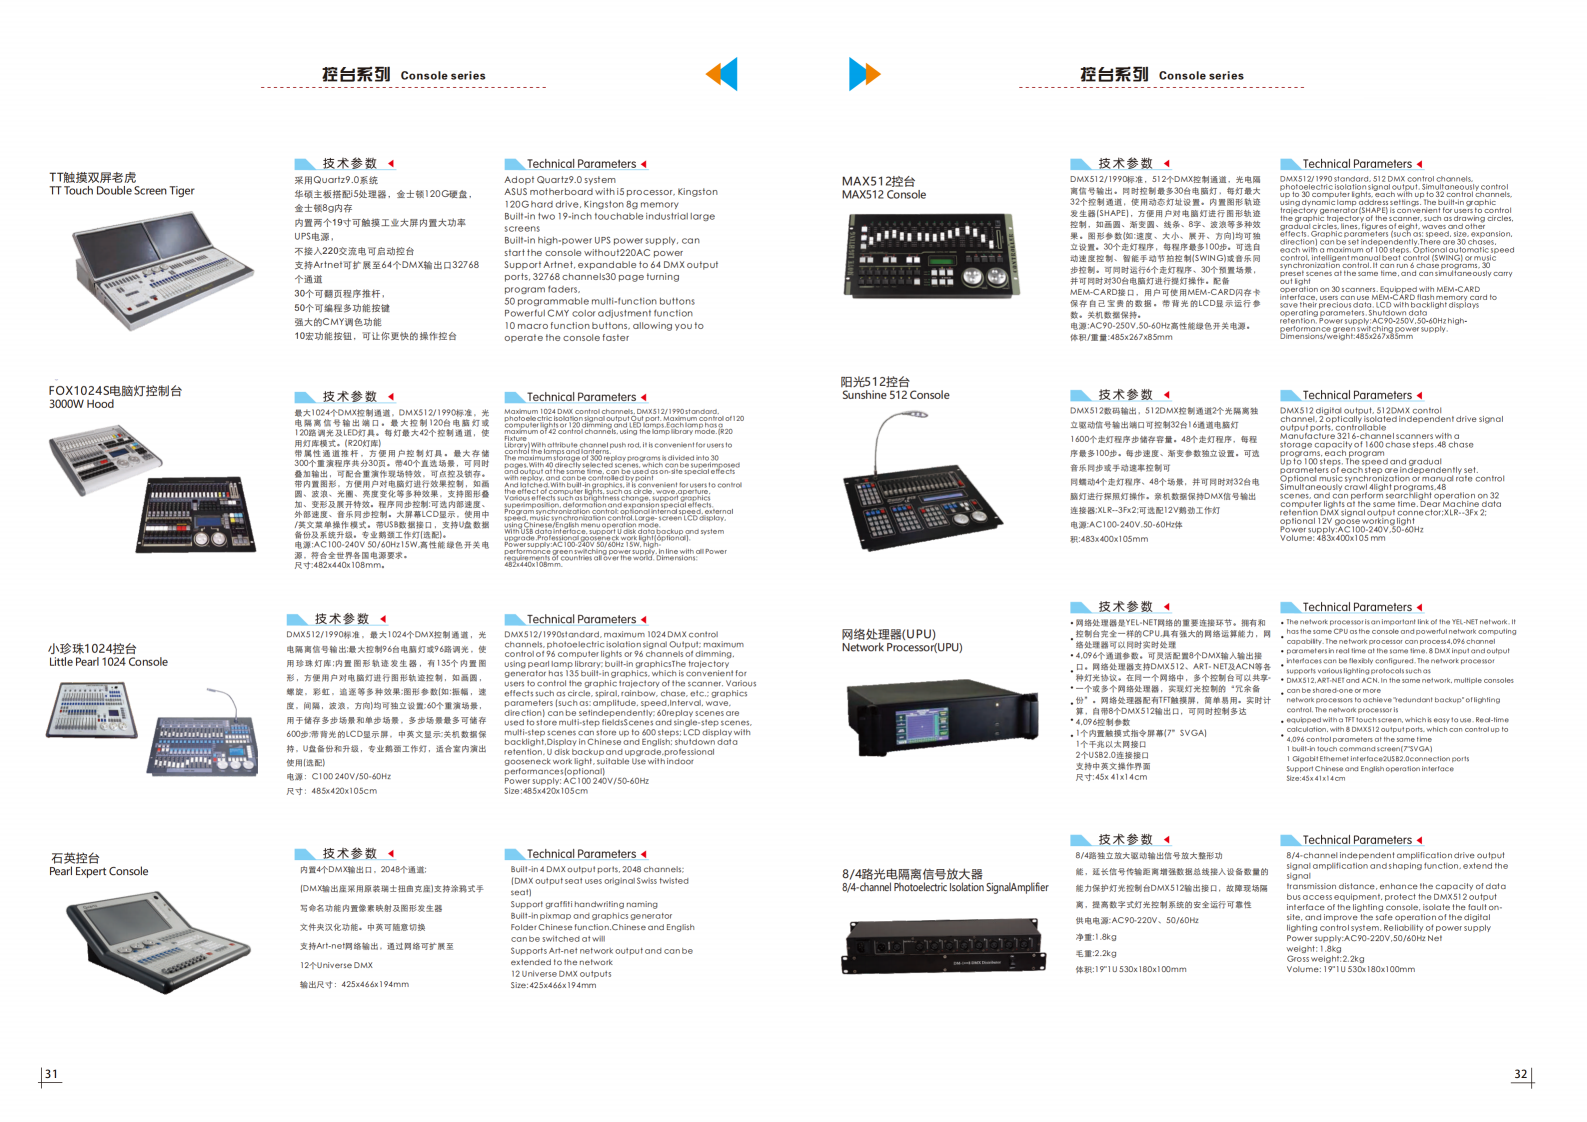 控台系列 Console series
TT触摸双屏老虎
TT Touch Double Screen Tiger
技术参数
采用Quartz9.0系统
华硕主板搭配i5处理器，金士顿120G硬盘，
金士顿8g内存
内置两个19寸可触摸工业大屏内置大功率
UPS电源，
不接入220交流电可启动控台
支持Artnet可扩展至64个DMX输出口32768
个通道
30个可翻页程序推杆，
50个可编程多功能按键
强大的CMY调色功能
10宏功能按钮，可让你更快的操作控台
Technical Parameters
Adopt Quartz9.0 system
ASUS motherboard with i5 processor, Kingston
120G hard drive, Kingston 8g memory
Built-in two 19-inch touchable industrial large
screens
Built-in high-power UPS power supply, can
start the console without220AC power
Support Artnet, expandable to 64 DMX output
ports, 32768 channels30 page turning
program faders,
50 programmable multi-function buttons
Powerful CMY color adjustment function
10 macro function buttons, allowing you to
operate the console faster
FOX1024S电脑灯控制台
3000W Hood
技术参数
最大1024个DMX控制通道，DMX512/1990标准，光
电隔离信号输出端口。最大控制120台电脑灯或
120路调光及LED灯具。每灯最大42个控制通道，使
用灯库模式。(R20灯库)
带属性通道推杆，方便用户控制灯具。最大存储
300个重演程序共分30页。带40个直选场景，可同时
叠加输出，可配合重演作现场特效，可点控及锁存。
带内置图形，方便用户对电脑灯进行效果控制，如画
圆、波浪、光圈、亮度变化等多种效果，支持图形叠
加、变形及展开特效。程序同步控制:可选内部速度、
外部速度、音乐同步控制。大屏幕LCD显示，使用中
/英文菜单操作模式。带USB数据接口，支持U盘数据
备份及系统升级。专业鹅颈工作灯(选配)。
电源:AC100-240V 50/60Hz15W,高性能绿色开关电
源，符合全世界各国电源要求。
尺寸:482x440x108mm。
Technical Parameters
Maximum 1024 DMX control channels, DMX512/1990standard,
photoelectric isolation signal output Out port. Maximum control of120
computer lights or 120 dimming and LED lamps.Each lamp has a
maximum of 42 control channels, using the lamp library mode.(R20
Fixture
Library)With attribute channel push rod, it is convenient for users to
control the lamps and lanterns.
The maximum storage of 300 replay programs is divided into 30
pages.With 40 directly selected scenes, which can be superimposed
and output at the same time, can be used as on-site special effects
with replay, and can be controlled by point
And latched.With built-in graphics, it is convenient for users to control
the effect of computer lights, such as circle, wave,aperture,
Various effects such as brightness change, support graphics
superimposition, deformation and expansion special effects.
Program synchronization control: optional internal speed, external
speed, music synchronization control.Large- screen LCD display,
using Chinese/English menu operation mode.
With USB data interface, support U disk data backup and system
upgrade.Professional gooseneck work light(optional).
Power supply:AC100-240V 50/60Hz 15W, high-
performance green switching power supply, in line with all Power
requirements of countries all over the world. Dimensions:
482x440x108mm.
小珍珠1024控台
Little Pearl 1024 Console
技术参数
DMX512/1990标准，最大1024个DMX控制通道，光
电隔离信号输出:最大控制96台电脑灯或96路调光，使
用珍珠灯库:内置图形轨迹发生器，有135个内置图
形，方便用户对电脑灯进行图形轨迹控制，如画圆，
螺旋，彩虹，追逐等多种效果:图形参数(如:振幅，速
度，间隔，波浪，方向)均可独立设置:60个重演场景，
用于储存多步场景和单步场景，多步场景最多可储存
600步:带背光的LCD显示屏，中英文显示:关机数据保
持，U盘备份和升级，专业鹅颈工作灯，适合室内演出
使用(选配)
电源：C100 240V/50-60Hz
尺寸：485x420x105cm
Technical Parameters
DMX512/1990standard, maximum 1024 DMX control
channels, photoelectric isolation signal Output; maximum
control of 96 computer lights or 96 channels of dimming,
using pearl lamp library; built-in graphicsThe trajectory
generator has 135 built-in graphics, which is convenient for
users to control the graphic trajectory of the scanner. Various
effects such as circle, spiral, rainbow, chase, etc.; graphics
parameters (such as: amplitude, speed,Interval, wave,
direction) can be setindependently; 60replay scenes are
used to store multi-step fieldsScenes and single-step scenes,
multi-step scenes can store up to 600 steps; LCD display with
backlight,Display in Chinese and English; shutdown data
retention, U disk backup and upgrade,professional
gooseneck work light, suitable Use with indoor
performances(optional)
Power supply: AC100 240V/50-60Hz
Size:485x420x105cm
石英控台
Pearl Expert Console
技术参数
内置4个DMX输出口，2048个通道:
(DMX输出座采用原装瑞士扭曲克座)支持涂鸦式手
写命名功能内置像素映射及图形发生器
文件夹汉化功能。中英可随意切换
支持Art-net网络输出，通过网络可扩展至
12个Universe DMX
输出尺寸：425x466x194mm
Technical Parameters
Built-in 4 DMX output ports, 2048 channels;
(DMX output seat uses original Swiss twisted
seat)
Support graffiti handwriting naming
Built-in pixmap and graphics generator
Folder Chinese function.Chinese and English
can be switched at will
Supports Art-net network output and can be
extended to the network
12 Universe DMX outputs
Size:425x466x194mm
31
控台系列 Console series
MAX512控台
MAX512 Console
技术参数
DMX512/1990标准，512个DMX控制通道，光电隔
离信号输出。同时控制最多30台电脑灯，每灯最大
32个控制通道，使用动态灯址设置。内置图形轨迹
发生器(SHAPE)，方便用户对电脑灯进行图形轨迹
控制，如画圆、渐变圆、线条、8字、波浪等多种效
果。图形参数(如:速度、大小、展开、方向)均可独
立设置。30个走灯程序，每程序最多100步。可选自
动速度控制、智能手动节拍控制(SWING)或音乐同
步控制。可同时运行6个走灯程序、30个预置场景，
并可同时对30台电脑灯进行提灯操作。配备
MEM-CARD接口，用户可使用MEM-CARD闪存卡
保存自己宝贵的数据。带背光的LCD显示运行参
数。关机数据保持。
电源:AC90-250V,50-60Hz高性能绿色开关电源。
体积/重量:485x267x85mm
Technical Parameters
DMX512/1990 standard, 512 DMX control channels,
photoelectric isolation signal output. Simultaneously control
up to 30 computer lights, each with up to 32 control channels,
using dynamic lamp address settings. The built-in graphic
trajectory generator(SHAPE) is convenient for users to control
the graphic trajectory of the scanner, such as drawing circles,
gradual circles, lines, figures of eight, waves and other
effects. Graphic parameters (such as: speed, size, expansion,
direction) can be set independently.There are 30 chases,
each with a maximum of 100 steps. Optional automatic speed
control, intelligent manual beat control (SWING) or music
synchronization control. It can run 6 chase programs, 30
preset scenes at the same time, and can simultaneously carry
out light
operation on 30 scanners. Equipped with MEM-CARD
interface, users can use MEM-CARD flash memory card to
save their precious data. LCD with backlight displays
operating parameters. Shutdown data
retention. Power supply:AC90-250V,50-60Hz high-
performance green switching power supply.
Dimensions/weight:485x267x85mm
阳光512控台
Sunshine 512 Console
技术参数
DMX512数码输出，512DMX控制通道2个光隔离独
立驱动信号输出端口可控制32台16通道电脑灯
1600个走灯程序步储存容量。48个走灯程序，每程
序最多100步。每步速度、渐变参数独立设置。可选
音乐同步或手动速率控制可
同蠕动4个走灯程序、48个场景，并可同时对32台电
脑灯进行探照灯操作。亲机数据保持DMX信号输出
连接器:XLR--3Fx2:可选配12V鹅劲工作灯
电源:AC100-240V.50-60Hz体
积:483x400x105mm
Technical Parameters
DMX512 digital output, 512DMX control
channel, 2 optically isolated independent drive signal
output ports, controllable
Manufacture 3216-channel scanners with a
storage capacity of 1600 chase steps.48 chase
programs, each program
Up to 100 steps. The speed and gradual
parameters of each step are independently set.
Optional music synchronization or manual rate control
Simultaneously crawl 4light programs,48
scenes, and can perform searchlight operation on 32
computer lights at the same time. Dear Machine data
retention DMX signal output connector;XLR--3Fx 2;
optional 12V goose working light
Power supply:AC100-240V,50-60Hz
Volume: 483x400x105 mm
网络处理器(UPU)
Network Processor(UPU)
技术参数
网络处理器是YEL-NET网络的重要连接环节。拥有和
控制台完全一样的CPU,具有强大的网络运算能力，网
络处理器可以同时实时处理
4,096个通道参数。可灵活配置8个DMX输入输出接
口。网络处理器支持DMX512、ART- NET及ACN等各
种灯光协议。在同一个网络中，多个控台可以共享-
一个或多个网络处理器，实现灯光控制的“冗余备
份”。网络处理器配有TFT触摸屏，简单易用。实时计
算，自带8个DMX512输出口，可同时控制多达
4,096控制参数
1个内置触摸式指令屏幕(7”SVGA)
1个千兆以太网接口
2个USB2.0连接接口
支持中英文操作界面
尺寸:45x 41x14cm
Technical Parameters
The network processor is an important link of the YEL-NET network. It
has the same CPU as the console and powerful network computing
capability. The network processor can process4,096 channel
parameters in real time at the same time. 8 DMX input and output
interfaces can be flexibly configured. The network processor
supports various lighting protocols such as
DMX512,ART-NET and ACN. In the same network, multiple consoles
can be shared-one or more
network processors to achieve "redundant backup" of lighting
control. The network processor is
equipped with a TFT touch screen, which is easy to use. Real-time
calculation, with 8 DMX512 output ports, which can control up to
4,096 control parameters at the same time
1 built-in touch command screen(7"SVGA)
1 Gigabit Ethernet interface2USB2.0connection ports
Support Chinese and English operation interface
Size:45x 41x14cm
8/4路光电隔离信号放大器
8/4-channel Photoelectric Isolation SignalAmplifier
技术参数
8/4路独立放大驱动输出信号放大整形功
能，延长信号传输距离增强数据总线接入设备数量的
能力保护灯光控制台DMX512输出接口，故障现场隔
离，提高数字式灯光控制系统的安全运行可靠性
供电电源:AC90-220V、50/60Hz
净重:1.8kg
毛重:2.2kg
体积:19"1U 530x180x100mm
Technical Parameters
8/4-channel independent amplification drive output
signal amplification and shaping function, extend the
signal
transmission distance, enhance the capacity of data
bus access equipment, protect the DMX512 output
interface of the lighting console, isolate the fault on-
site, and improve the safe operation of the digital
lighting control system. Reliability of power supply
Power supply:AC90-220V,50/60Hz Net
weight: 1.8kg
Gross weight:2.2kg
Volume: 19"1U 530x180x100mm
32